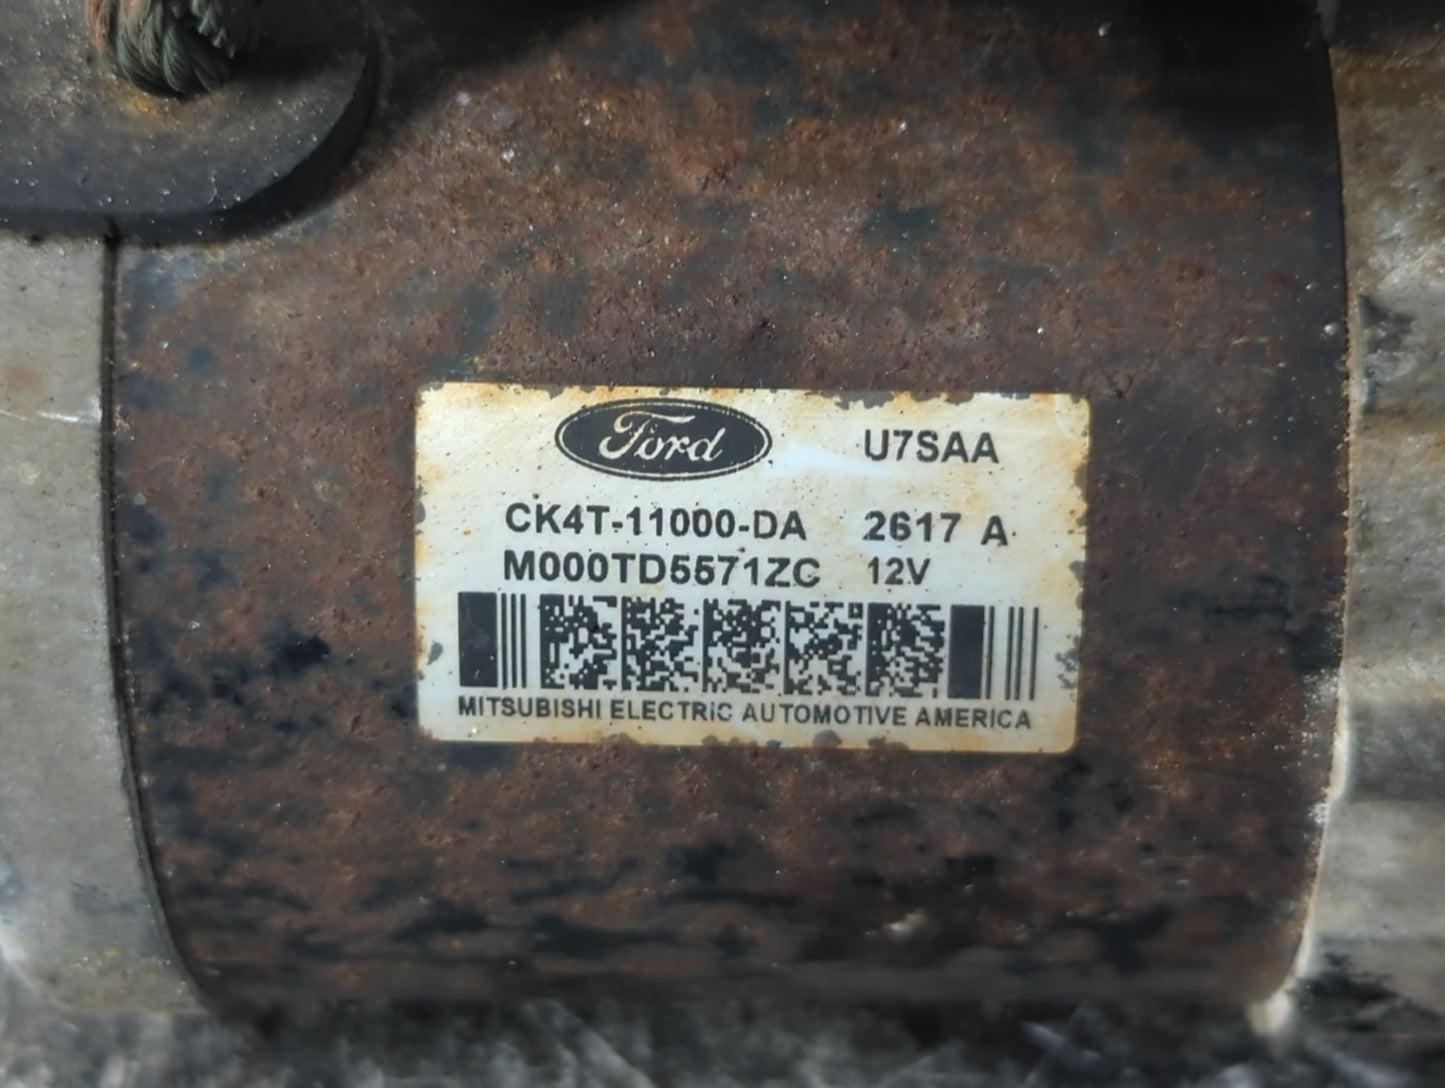 Ford U7SAA
CK4T-11000-DA 2617 A
M000TD5571ZC 12V
MITSUBISHI ELECTRIC AUTOMOTIVE AMERICA